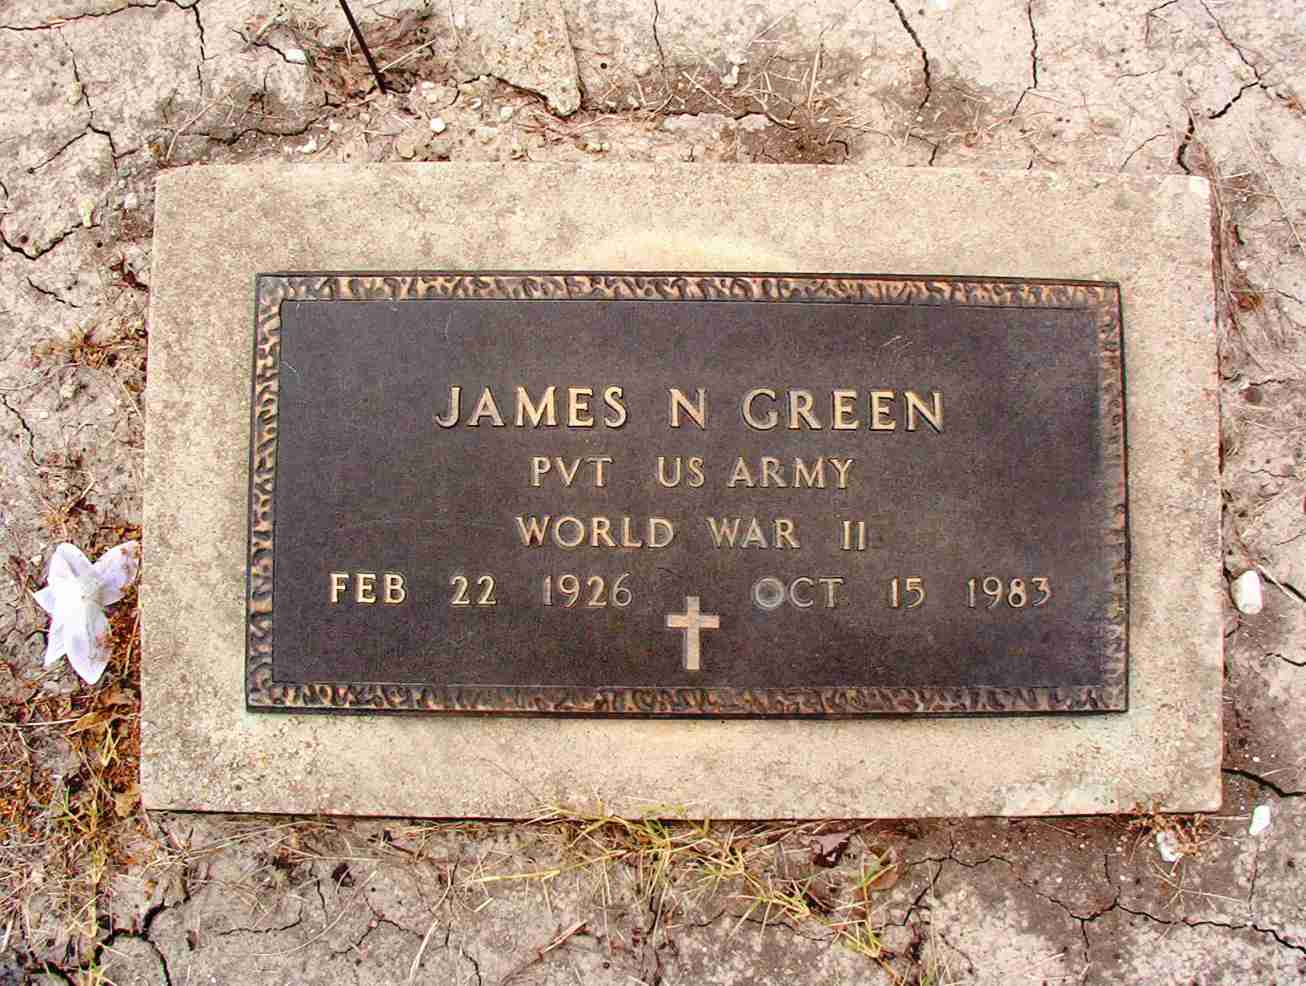 JAMES N GREEN
PVT US ARMY
WORLD WAR II
FEB 22 1926 OCT 15 1983